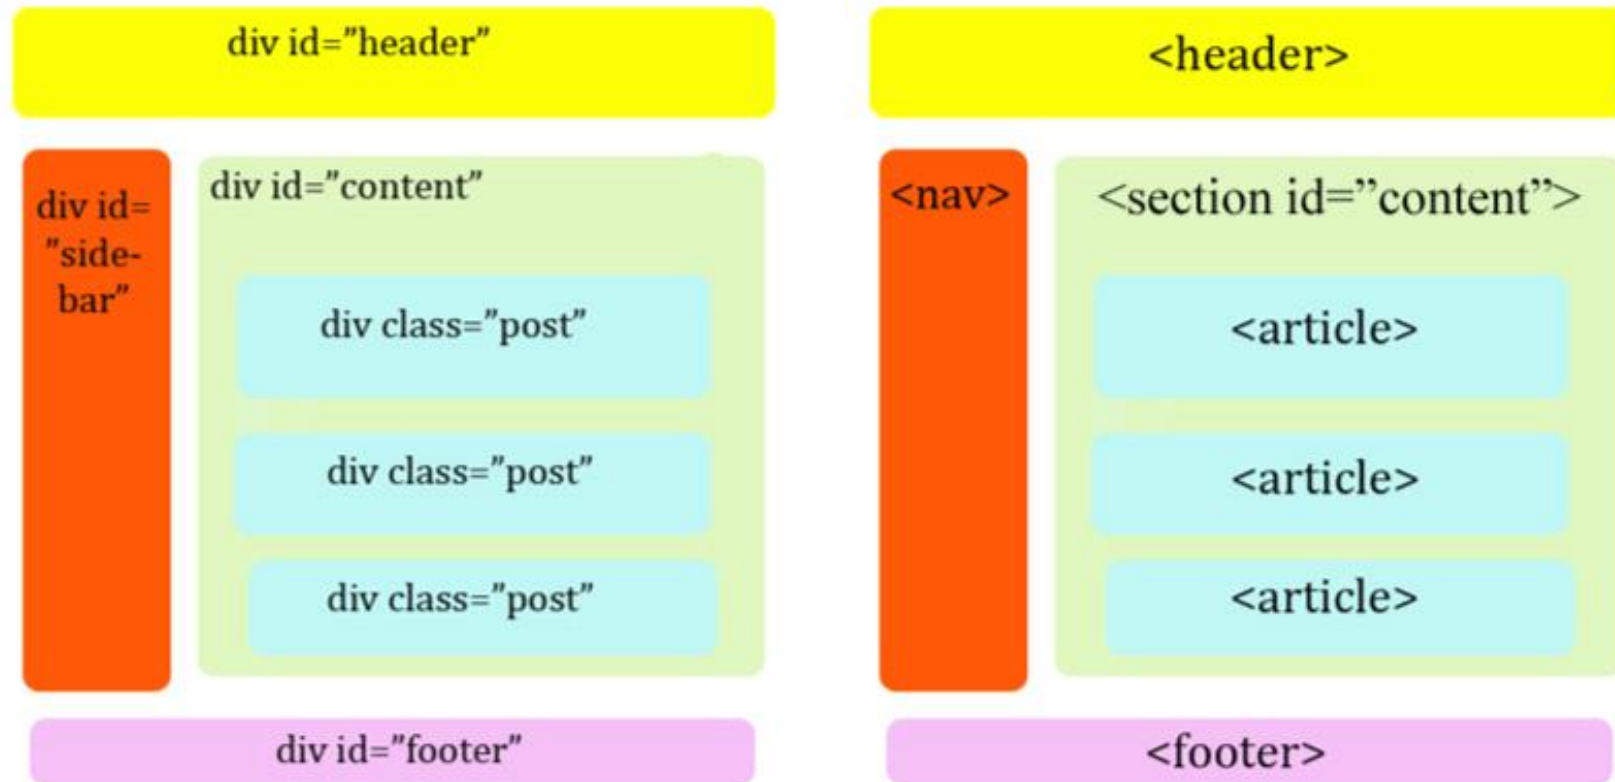 div id="header"
div id=
"side-
bar"
div id="content"
div class="post"
div class="post"
div class="post"
div id="footer"
<header>
<nav>
<section id=”content”>
<article>
<article>
<article>
<footer>